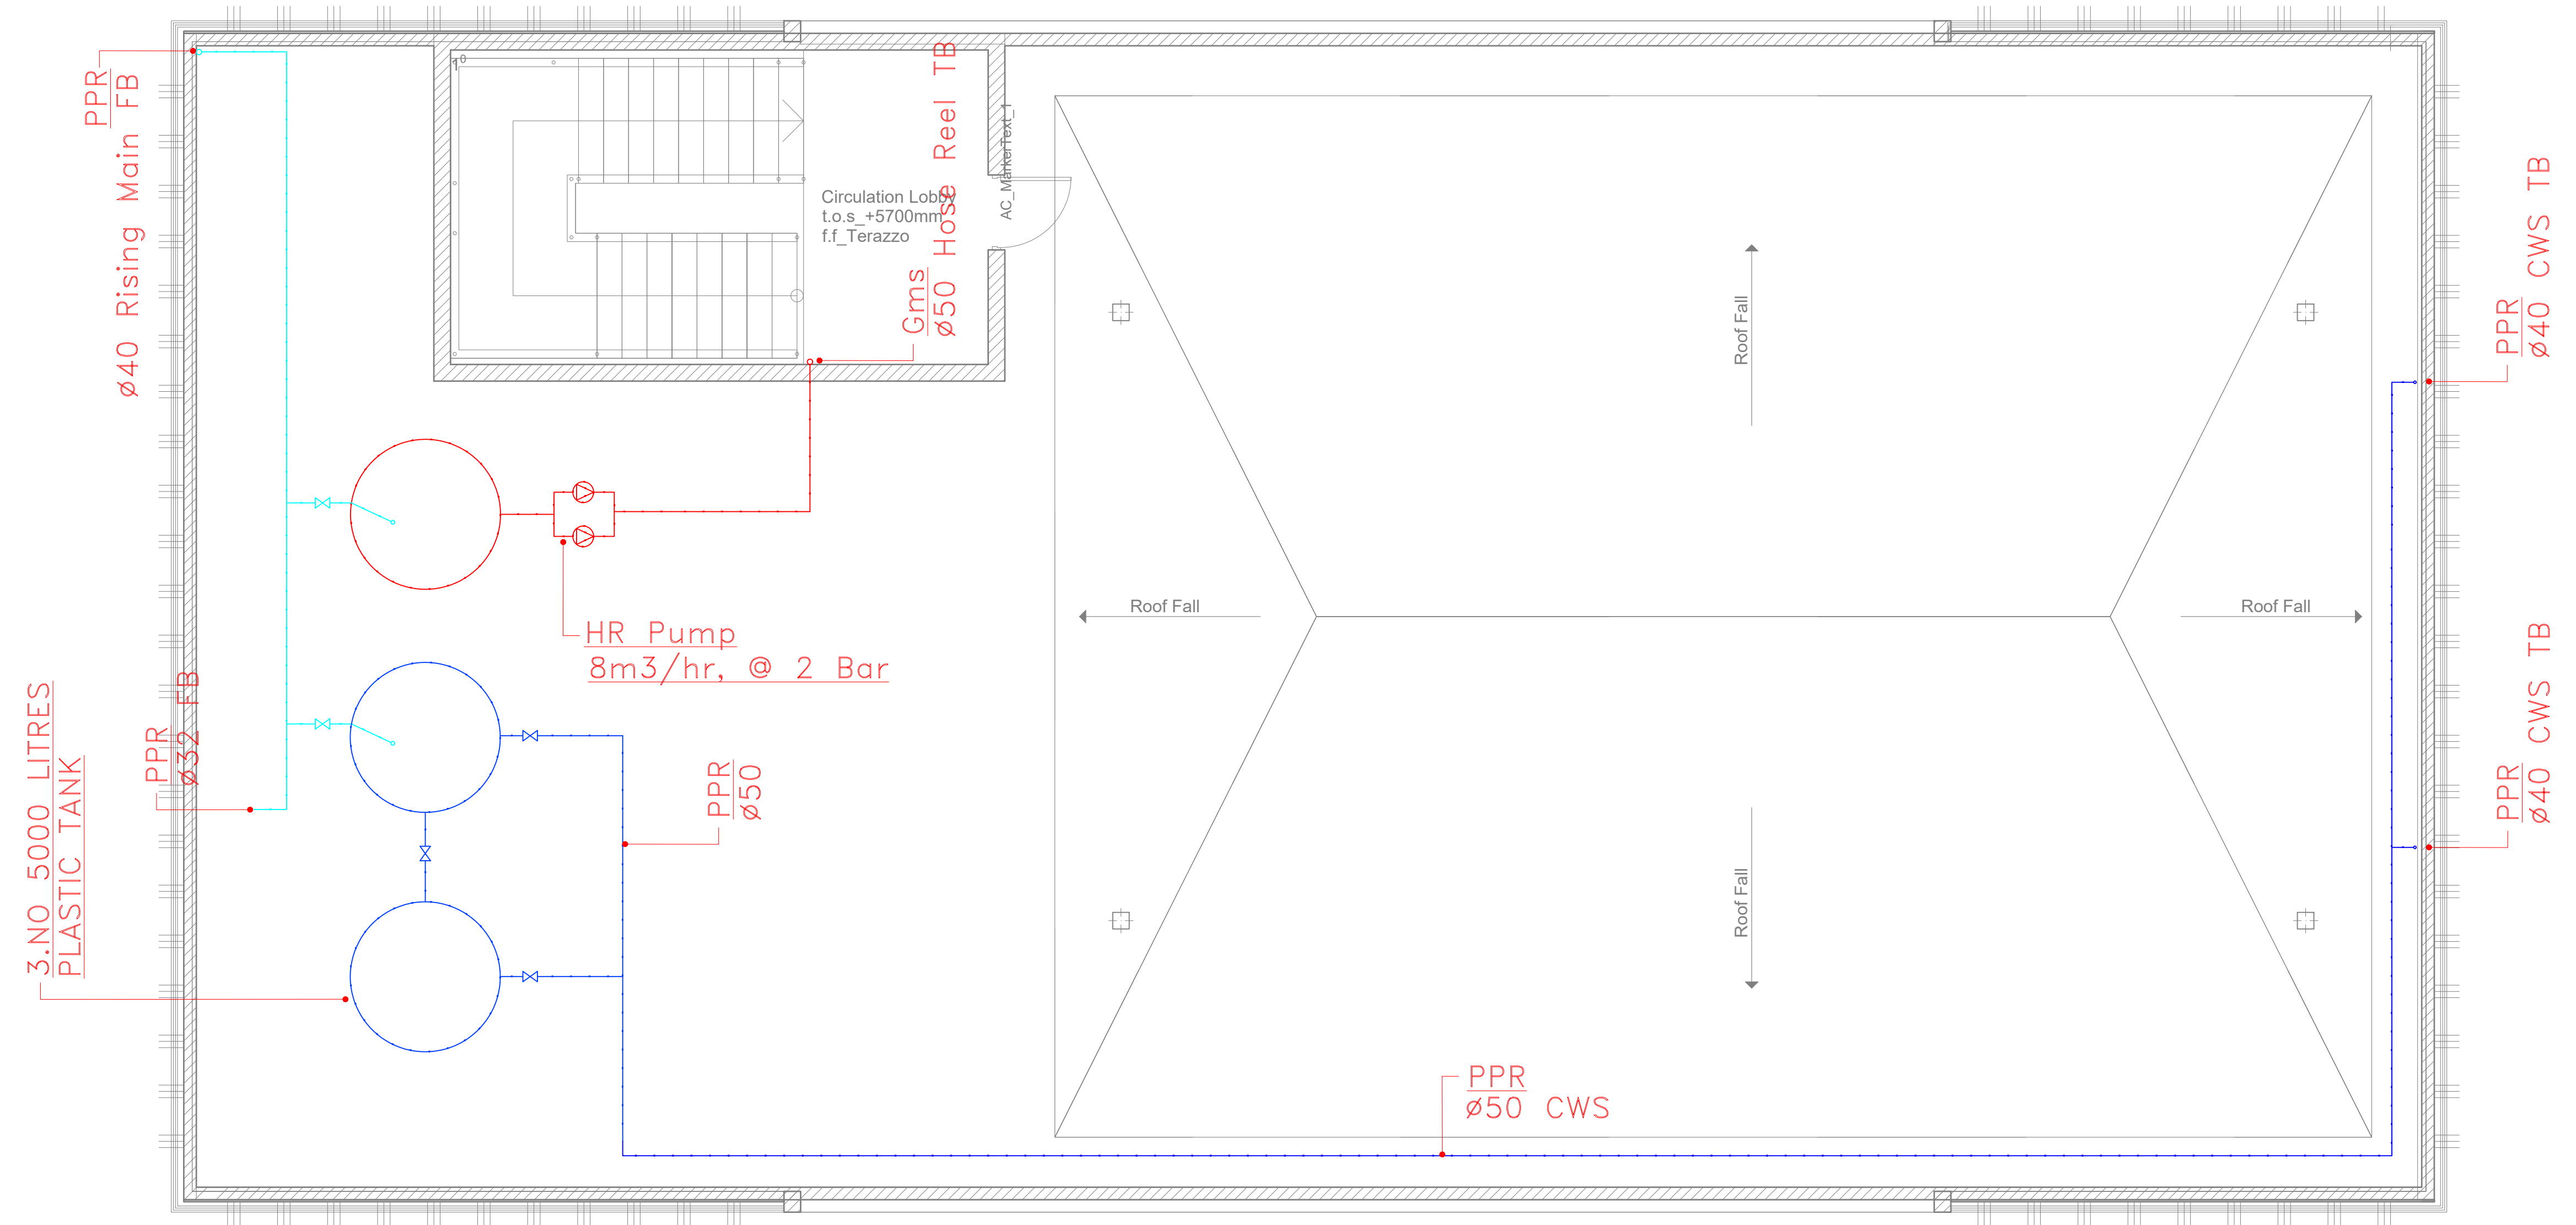 PPR
ø40 Rising Main FB
10
Circulation Lobby
t.o.s_+5700mm
f.f_Terazzo
Gms
ø50 Hose Reel TB
AC_MarkerText_1
Roof Fall
PPR
ø40 CWS TB
HR Pump
8m3/hr, @ 2 Bar
Roof Fall
Roof Fall
3.NO 5000 LITRES
PLASTIC TANK
PPR
ø32 FB
PPR
ø50
Roof Fall
PPR
ø40 CWS TB
PPR
ø50 CWS